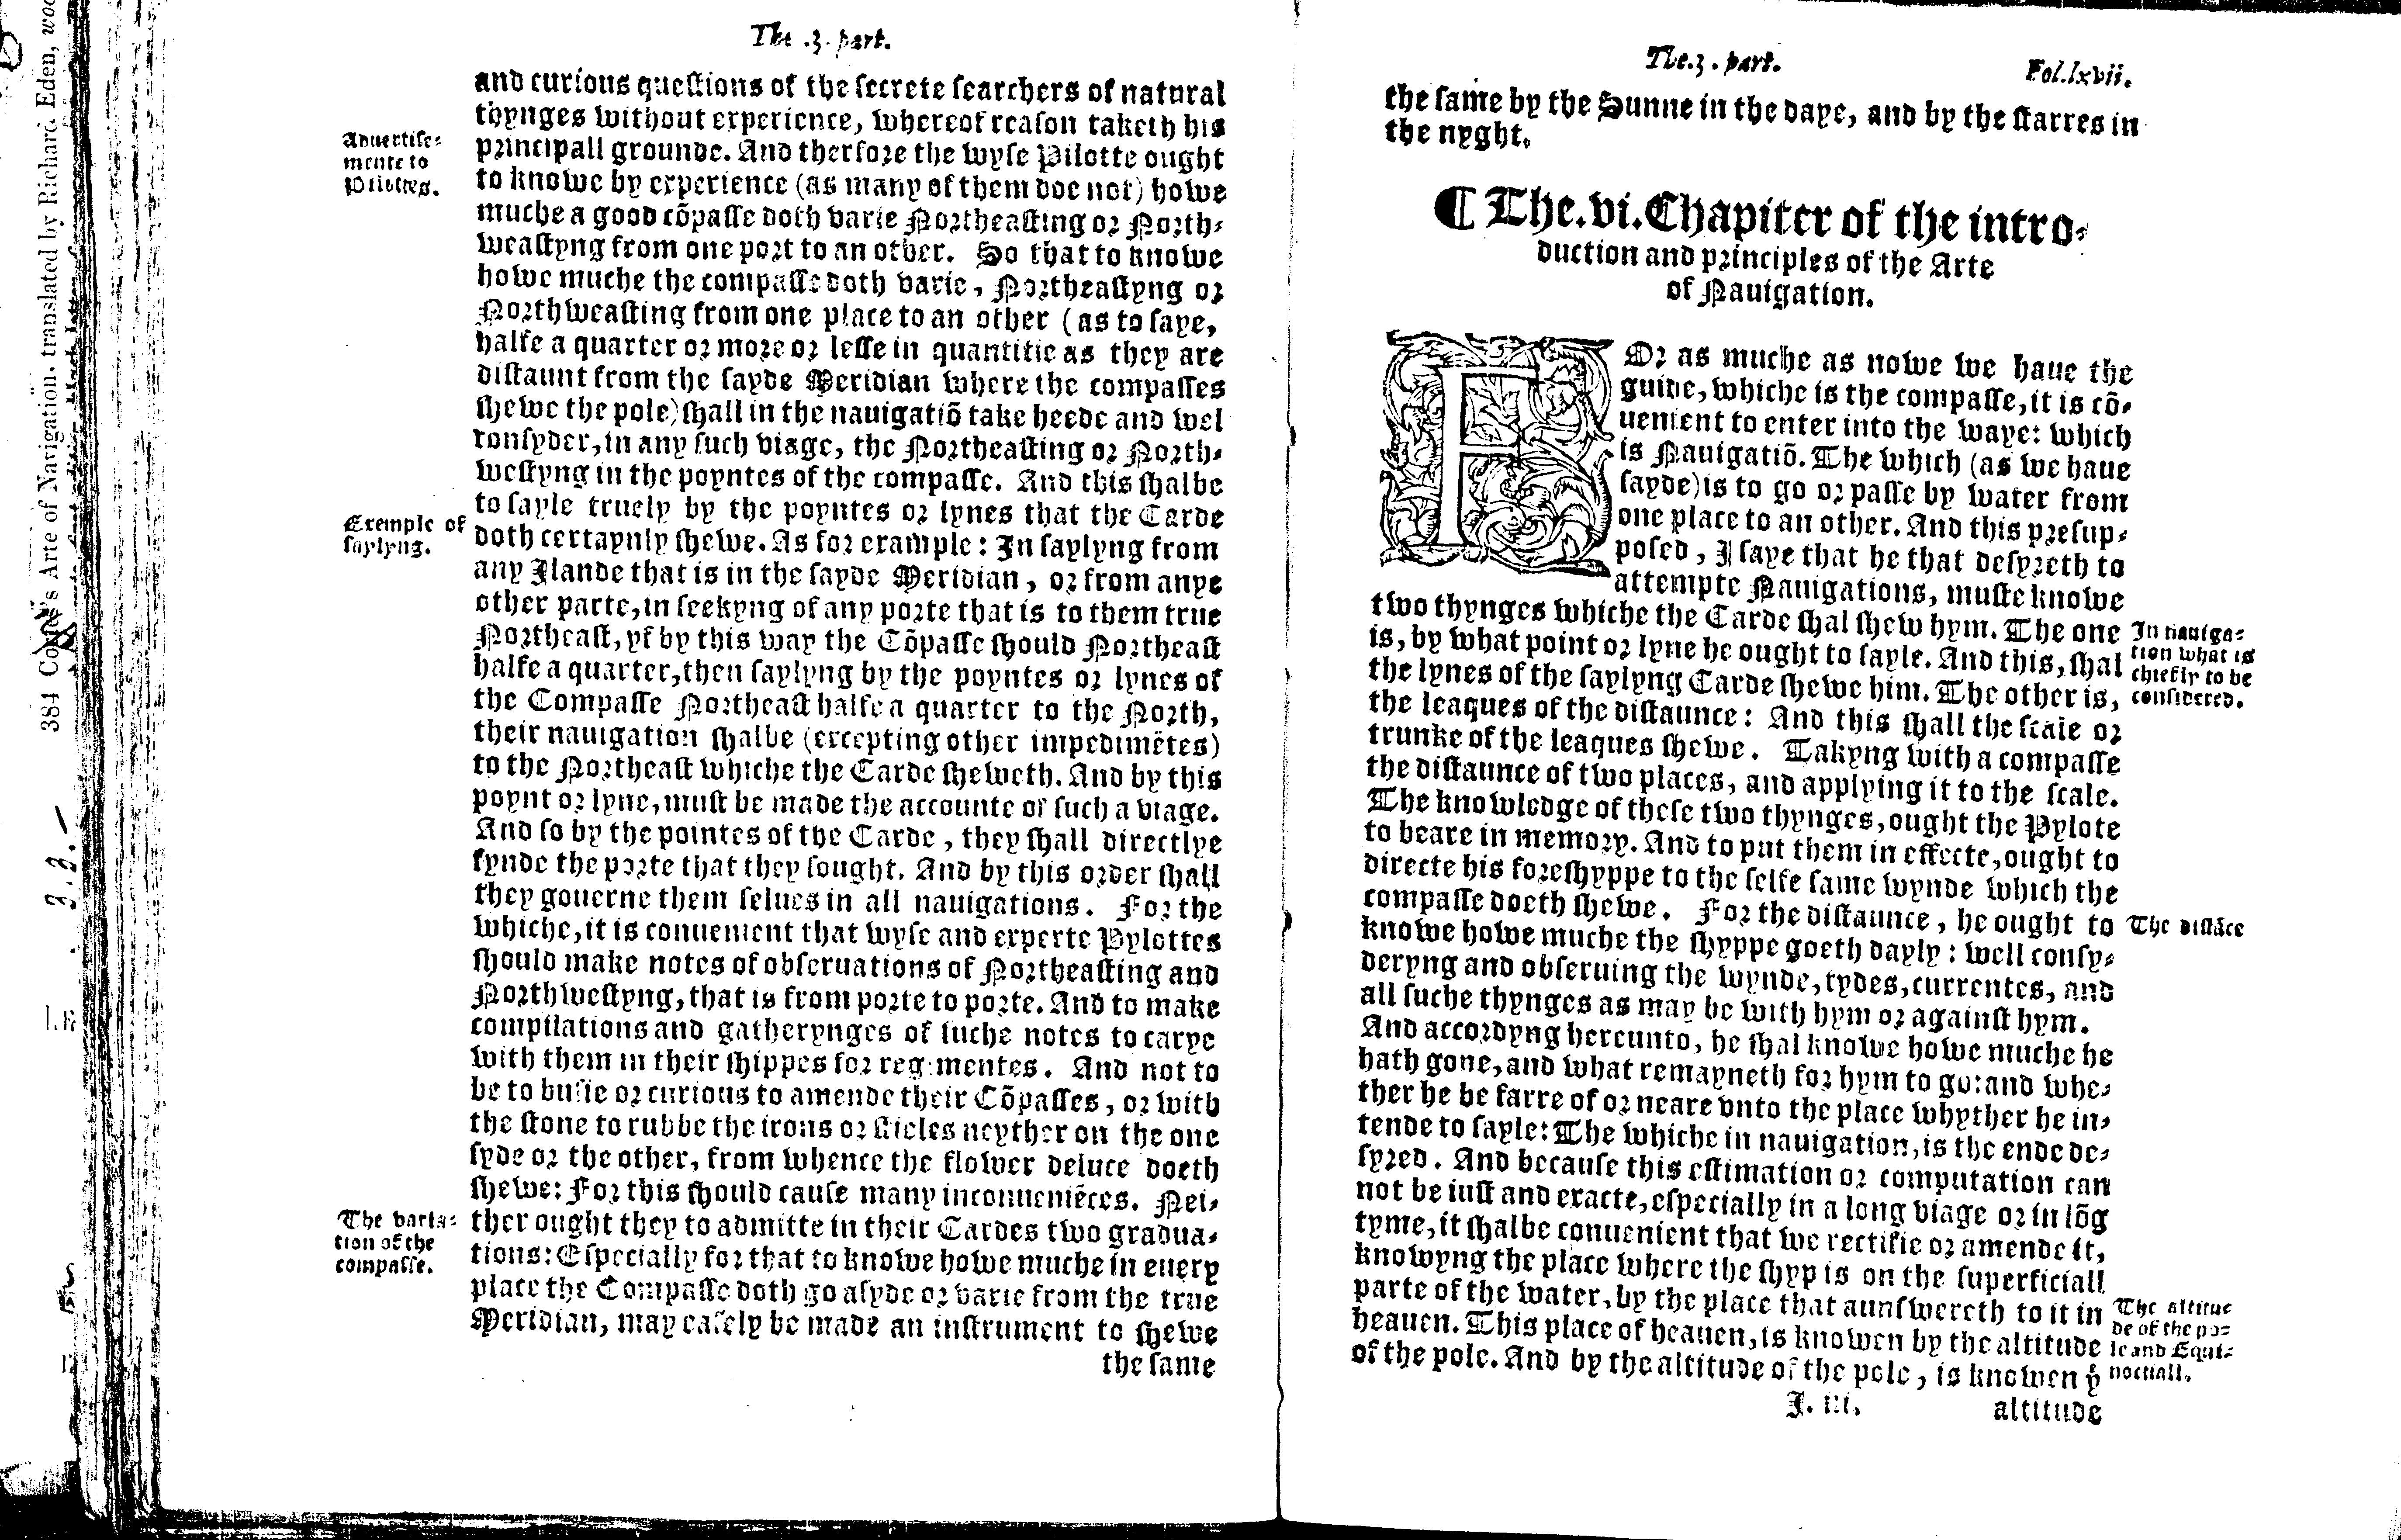 The .3. part.
and curious questions of the secrete searchers of natural
thynges without experience, whereof reason taketh his
principall grounde. And therfore the wyse Pilotte ought
to knowe by experience (as many of them doe not) howe
muche a good cõpasse doth varie Northeasting or North-
weastyng from one port to an other. So that to knowe
howe muche the compasse doth varie, Northeastyng or
Northweasting from one place to an other (as to saye,
halfe a quarter or more or lesse in quantitie as they are
distaunt from the sayde Meridian where the compasses
shewe the pole) shall in the nauigatiõ take heede and wel
consyder, in any such viage, the Northeasting or North-
westyng in the poyntes of the compasse. And this shalbe
to sayle truely by the poyntes or lynes that the Carde
doth certaynly shewe. As for example: In saylyng from
any Ilande that is in the sayde Meridian, or from anye
other parte, in seekyng of any porte that is to them true
Northeast, yf by this way the Cõpasse should Northeast
halfe a quarter, then saylyng by the poyntes or lynes of
the Compasse Northeast halfe a quarter to the North,
their nauigation shalbe (excepting other impedimẽtes)
to the Northeast whiche the Carde sheweth. And by this
poynt or lyne, must be made the accounte of such a viage.
And so by the pointes of the Carde, they shall directlye
fynde the porte that they sought. And by this order shall
they gouerne them selues in all nauigations. For the
whiche, it is conuenient that wyse and experte Pylottes
should make notes of obseruations of Northeasting and
Northwestyng, that is from porte to porte. And to make
compilations and gatherynges of suche notes to carye
with them in their shippes for regimentes. And not to
be to busie or curious to amende their Cõpasses, or with
the stone to rubbe the irons or stieles neyther on the one
syde or the other, from whence the flower deluce doeth
shewe: For this should cause many inconueniẽces. Nei-
ther ought they to admitte in their Cardes two gradua-
tions: Especially for that to knowe howe muche in euery
place the Compasse doth go asyde or varie from the true
Meridian, may easely be made an instrument to shewe
the same
Aduertise-
mente to
Pilottes.
Exemple of
saylyng.
The varia-
tion of the
compasse.
384 Cortes's Arte of Navigation, translated by Richard Eden,
The.3. part.
Fol.lxvii.
the same by the Sunne in the daye, and by the starres in
the nyght.
¶ The.vi.Chapiter of the intro-
duction and principles of the Arte
of Nauigation.
FOr as muche as nowe we haue the
guide, whiche is the compasse, it is cõ-
uenient to enter into the waye: which
is Nauigatiõ. The which (as we haue
sayde) is to go or passe by water from
one place to an other. And this presup-
posed, I saye that he that desyreth to
attempte Nauigations, muste knowe
two thynges whiche the Carde shal shew hym. The one
is, by what point or lyne he ought to sayle. And this, shal
the lynes of the saylyng Carde shewe him. The other is,
the leaques of the distaunce: And this shall the scale or
trunke of the leaques shewe. Takyng with a compasse
the distaunce of two places, and applying it to the scale.
The knowledge of these two thynges, ought the Pylote
to beare in memory. And to put them in effecte, ought to
directe his foreshyppe to the selfe same wynde which the
compasse doeth shewe. For the distaunce, he ought to
knowe howe muche the shyppe goeth dayly: well consy-
deryng and obseruing the wynde, tydes, currentes, and
all suche thynges as may be with hym or against hym.
And accordyng hereunto, he shal knowe howe muche he
hath gone, and what remayneth for hym to go: and whe-
ther he be farre of or neare vnto the place whyther he in-
tende to sayle: The whiche in nauigation, is the ende de-
syred. And because this estimation or computation can
not be iust and exacte, especially in a long viage or in lõg
tyme, it shalbe conuenient that we rectifie or amende it,
knowyng the place where the shyp is on the superficiall
parte of the water, by the place that aunswereth to it in
heauen. This place of heauen, is knowen by the altitude
of the pole. And by the altitude of the pole, is knowen yͤ
J. iii.
altitude
In nauiga-
tion what is
chiefly to be
considered.
The distãce
The altitu-
de of the po-
le and Equi-
noctiall.